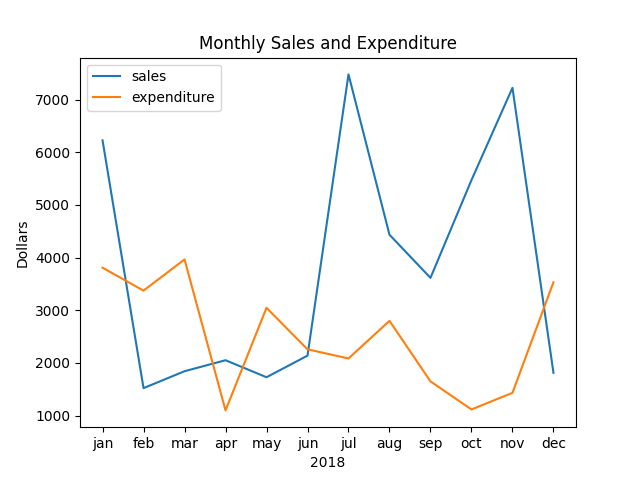 Monthly Sales and Expenditure
sales
expenditure
Dollars
7000
6000
5000
4000
3000
2000
1000
jan feb mar apr may jun jul aug sep oct nov dec
2018